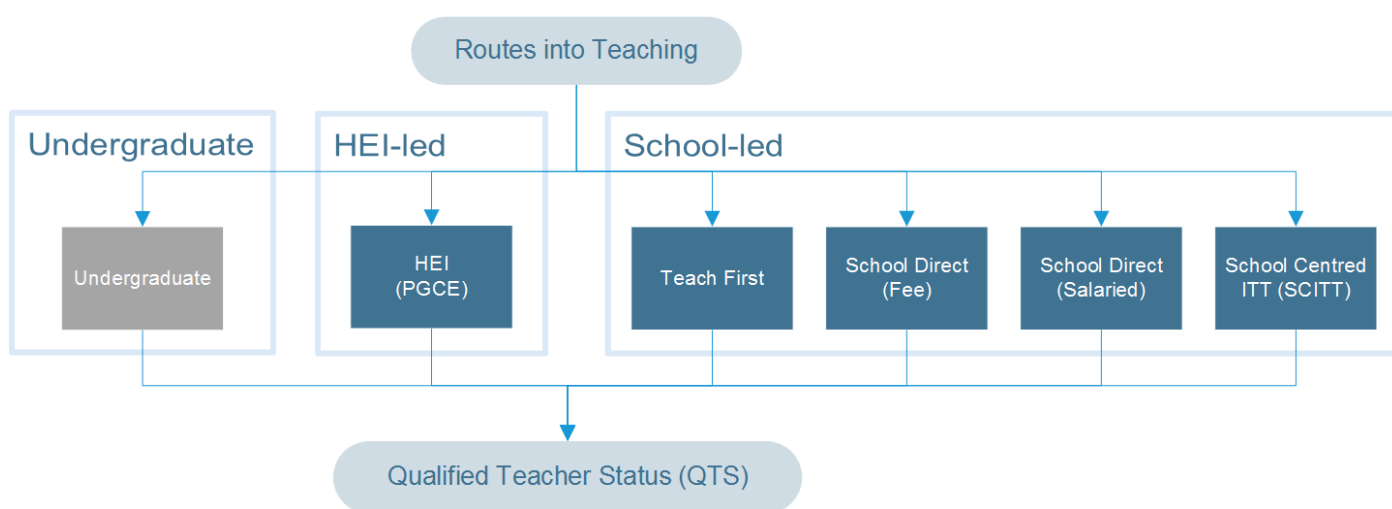 Routes into Teaching
Undergraduate
HEI-led
School-led
Undergraduate
HEI
(PGCE)
Teach First
School Direct
(Fee)
School Direct
(Salaried)
School Centred
ITT (SCITT)
Qualified Teacher Status (QTS)